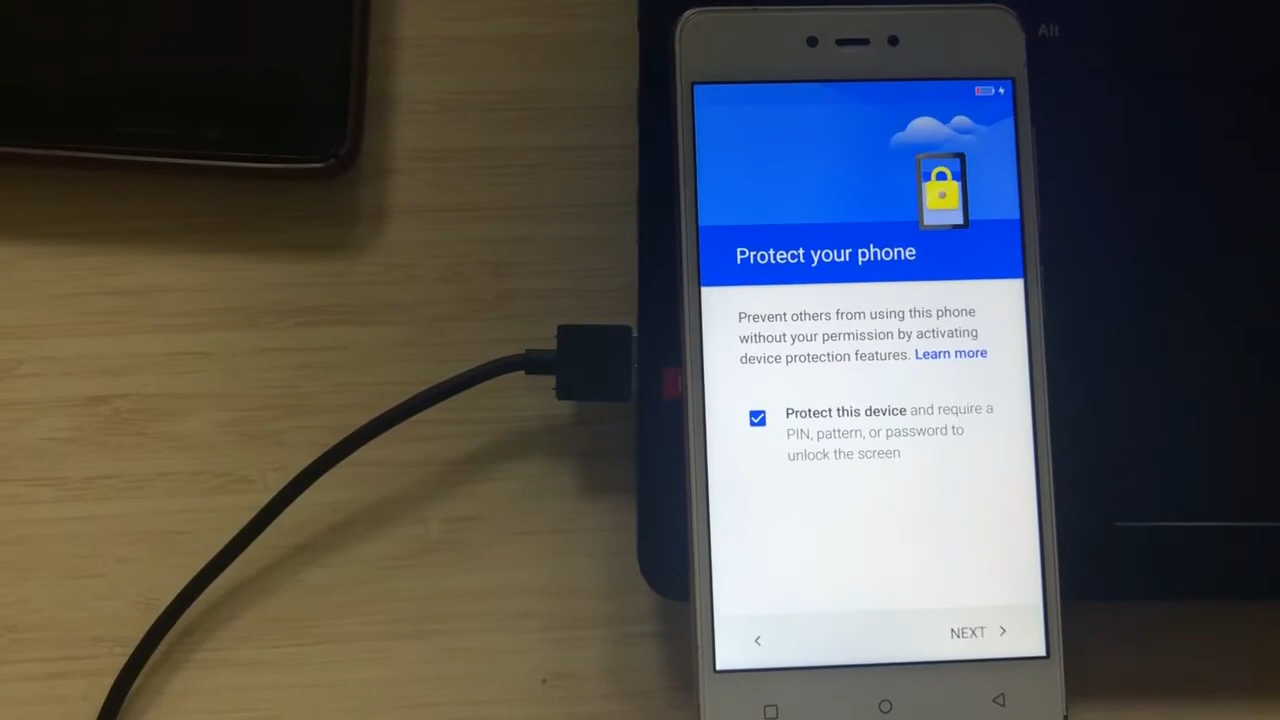 Alt
Protect your phone
Prevent others from using this phone
without your permission by activating
device protection features. Learn more
Protect this device and require a
PIN, pattern, or password to
unlock the screen
NEXT